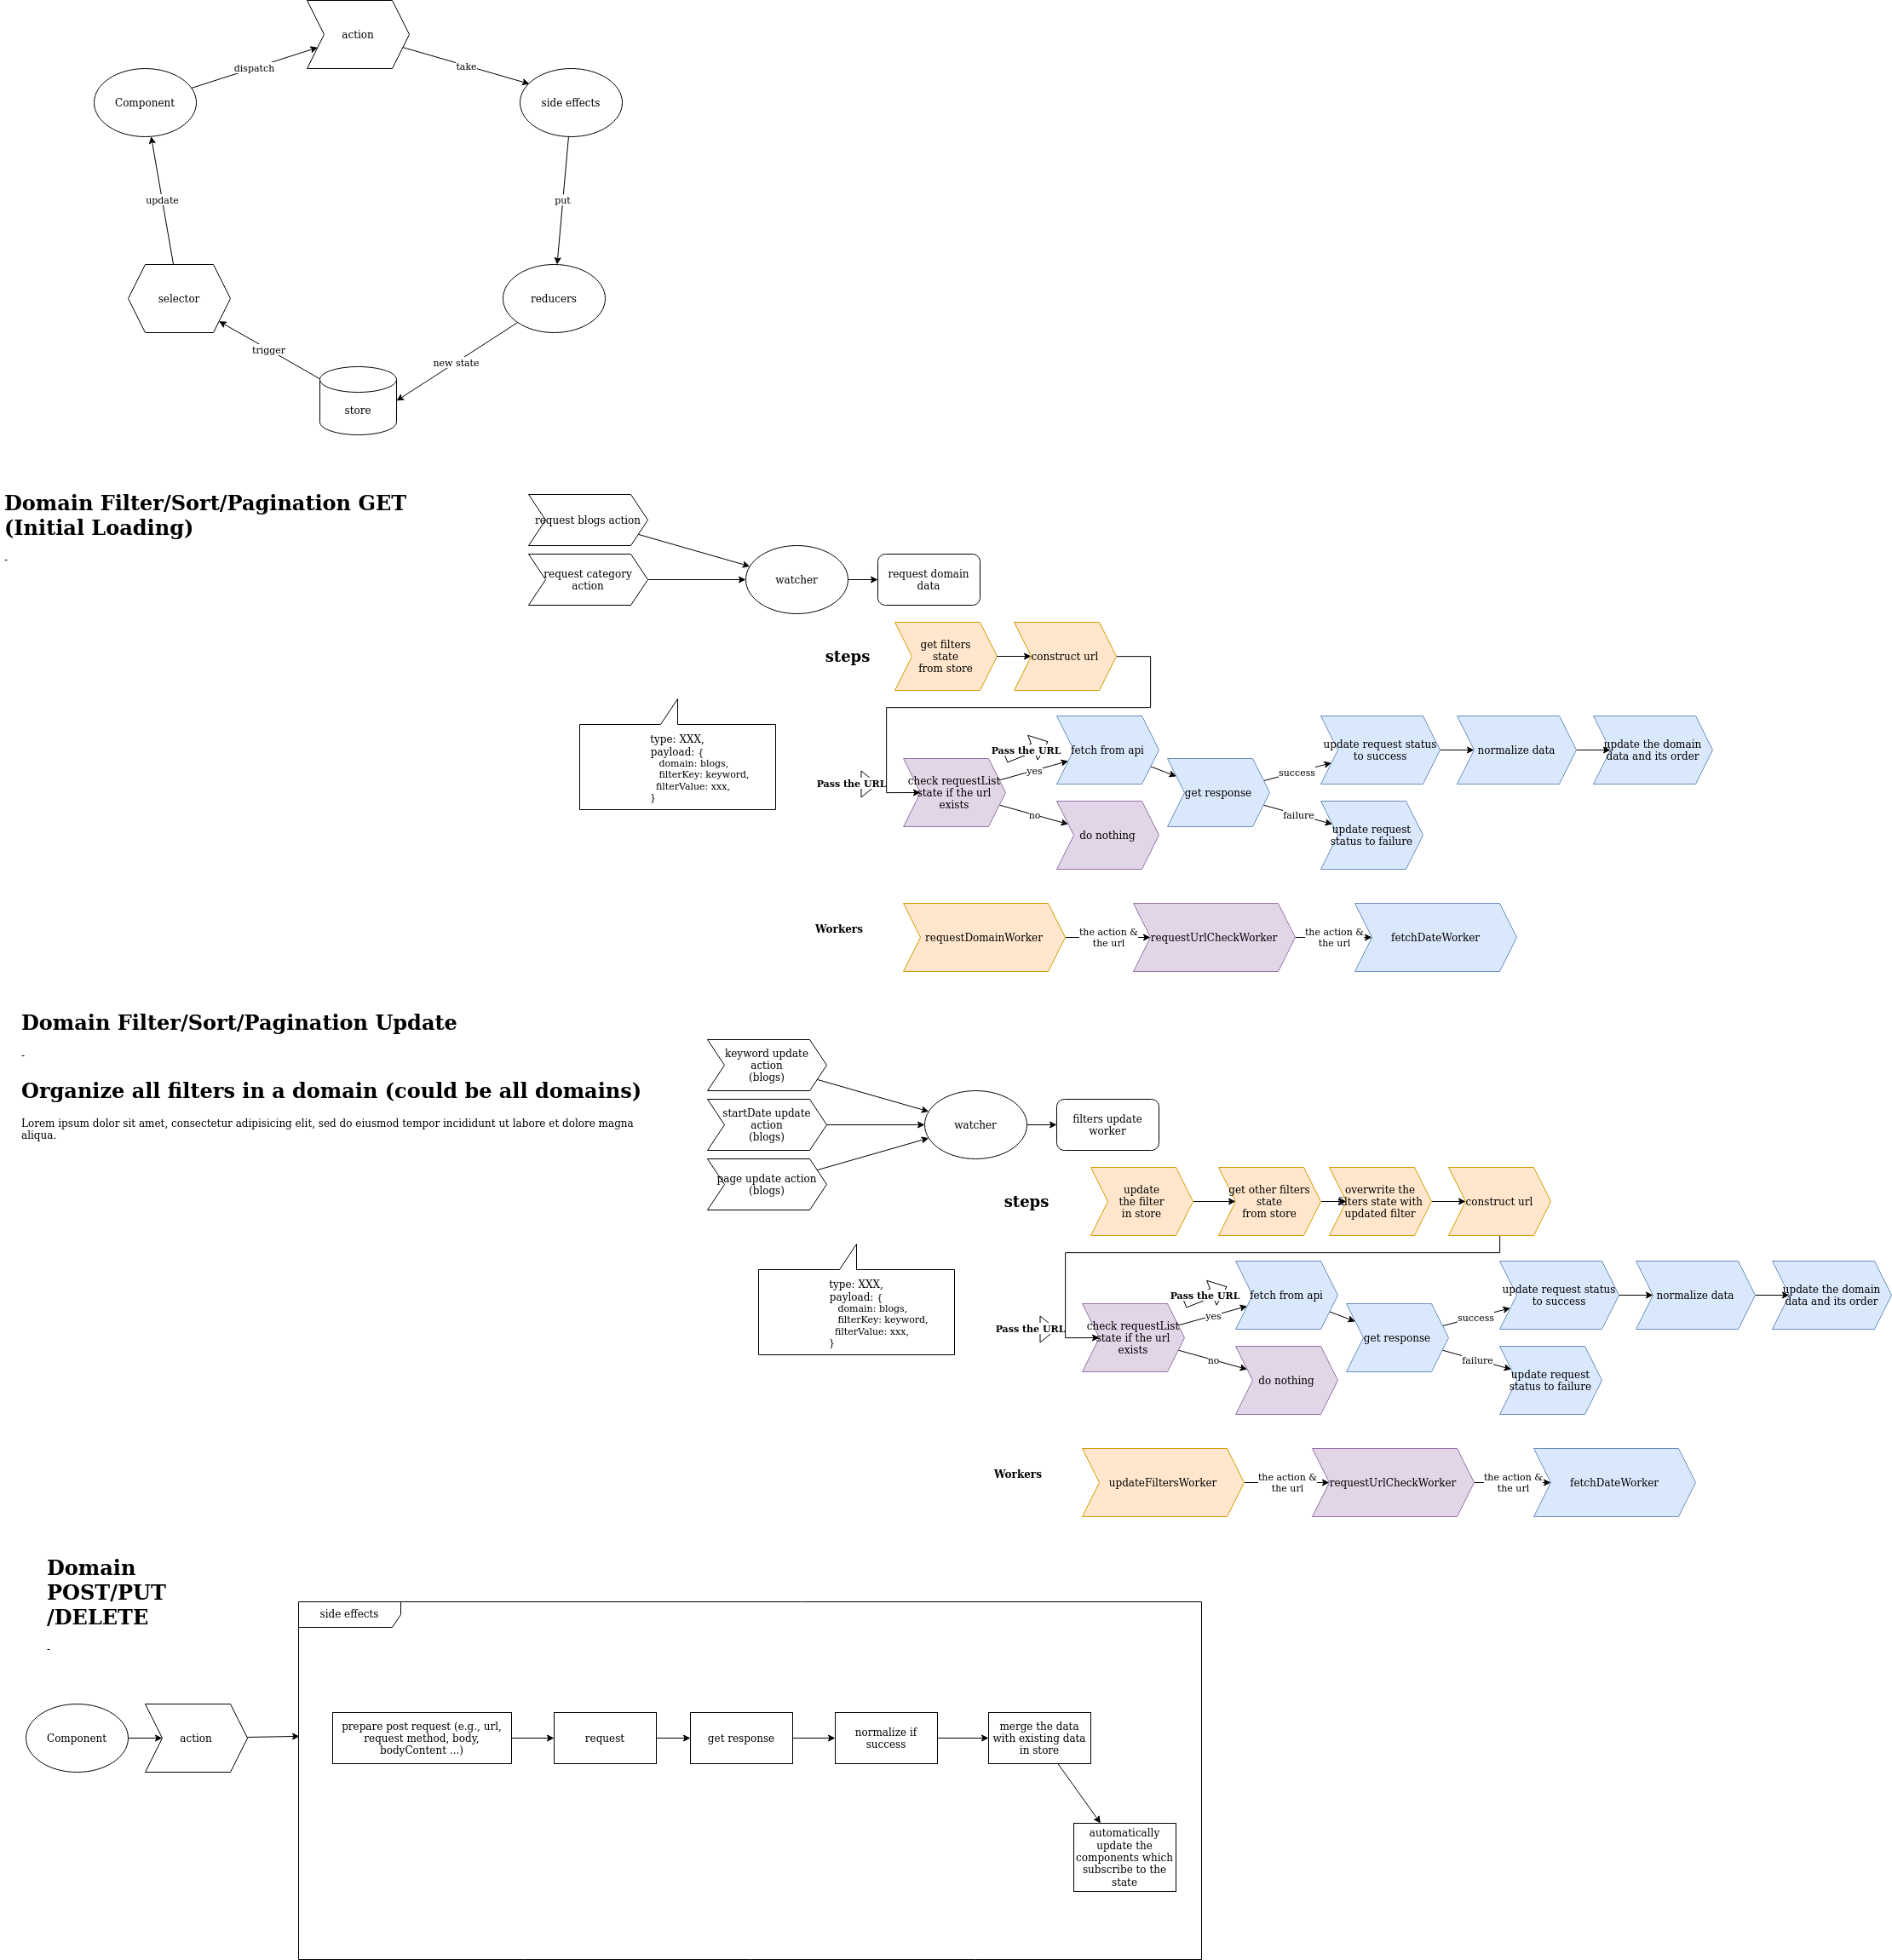 action
dispatch
take
Component
side effects
update
put
selector
reducers
trigger
new state
store
Domain Filter/Sort/Pagination GET
(Initial Loading)
-
request blogs action
request category
action
watcher
request domain
data
steps
get filters
state
from store
construct url
type: XXX,
payload: {
domain: blogs,
filterKey: keyword,
filterValue: xxx,
}
Pass the URL
check requestList
state if the url
exists
Pass the URL
yes
no
fetch from api
do nothing
get response
success
failure
update request status
to success
normalize data
update the domain
data and its order
update request
status to failure
Workers
requestDomainWorker
the action &
the url
requestUrlCheckWorker
the action &
the url
fetchDateWorker
Domain Filter/Sort/Pagination Update
-
Organize all filters in a domain (could be all domains)
Lorem ipsum dolor sit amet, consectetur adipisicing elit, sed do eiusmod tempor incididunt ut labore et dolore magna
aliqua.
keyword update
action
(blogs)
startDate update
action
(blogs)
page update action
(blogs)
watcher
filters update
worker
steps
update
the filter
in store
get other filters
state
from store
overwrite the
filters state with
updated filter
construct url
type: XXX,
payload: {
domain: blogs,
filterKey: keyword,
filterValue: xxx,
}
Pass the URL
check requestList
state if the url
exists
Pass the URL
yes
no
fetch from api
do nothing
get response
success
failure
update request status
to success
normalize data
update the domain
data and its order
update request
status to failure
Workers
updateFiltersWorker
the action &
the url
requestUrlCheckWorker
the action &
the url
fetchDateWorker
Domain
POST/PUT
/DELETE
-
side effects
Component
action
prepare post request (e.g., url,
request method, body,
bodyContent ...)
request
get response
normalize if
success
merge the data
with existing data
in store
automatically
update the
components which
subscribe to the
state